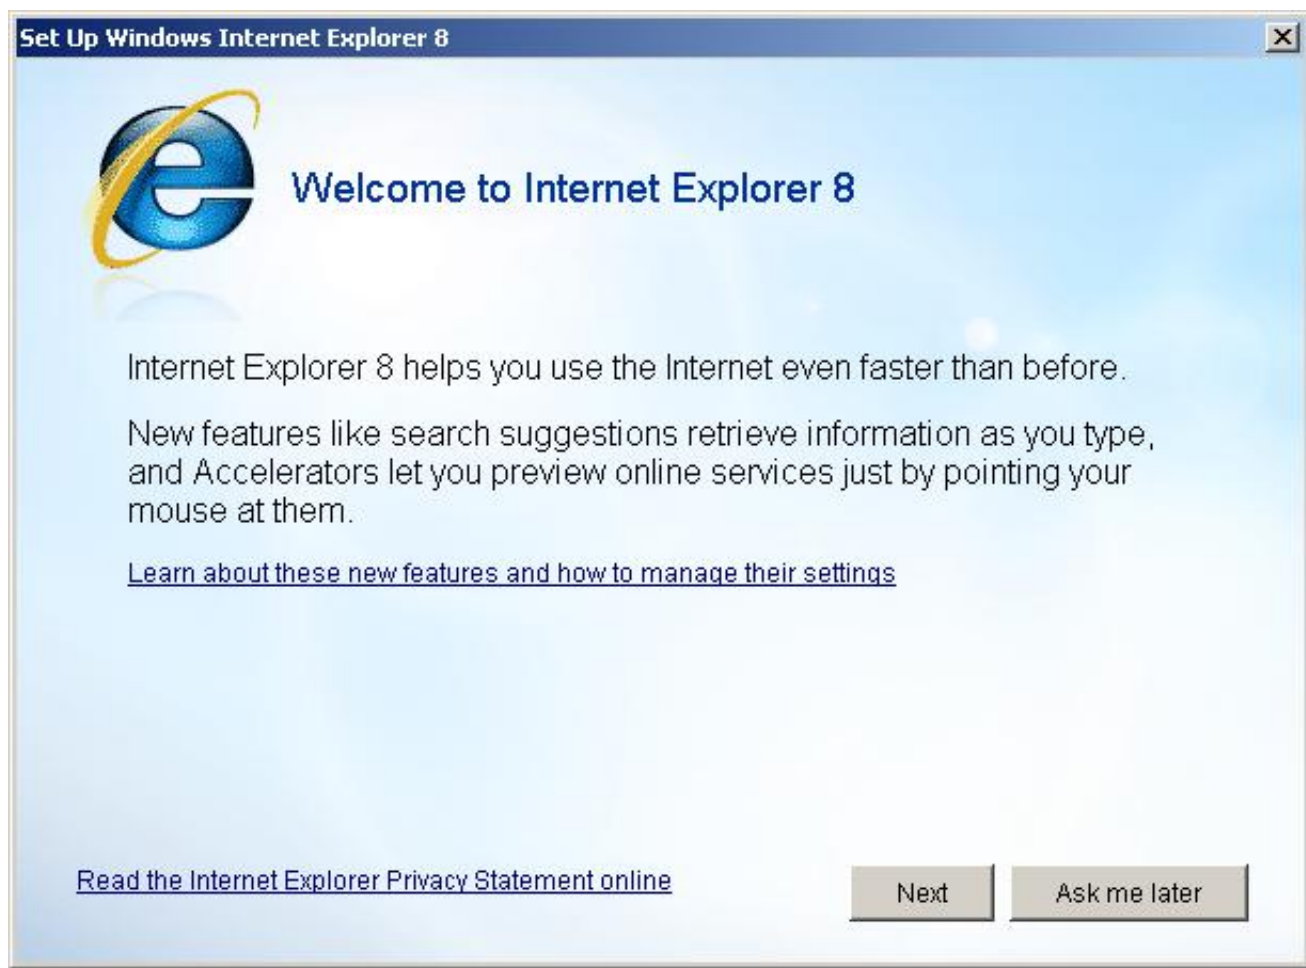 Set Up Windows Internet Explorer 8
Welcome to Internet Explorer 8
Internet Explorer 8 helps you use the Internet even faster than before.
New features like search suggestions retrieve information as you type,
and Accelerators let you preview online services just by pointing your
mouse at them.
Learn about these new features and how to manage their settings
Read the Internet Explorer Privacy Statement online
Next
Ask me later